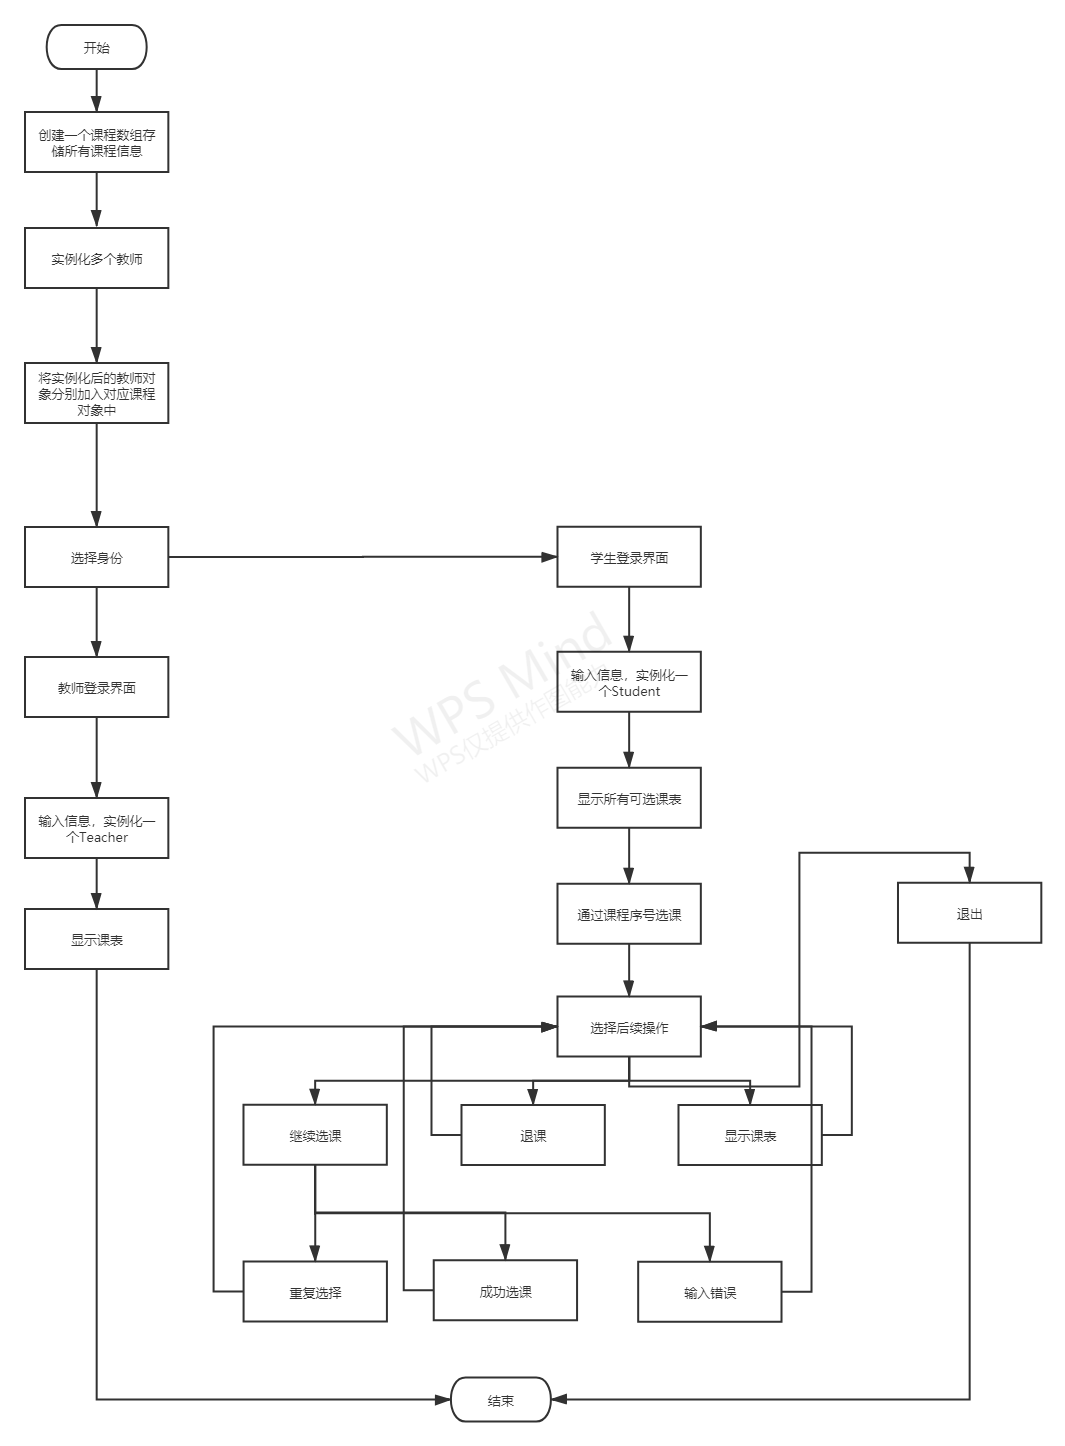 开始
创建一个课程数组存
储所有课程信息
实例化多个教师
将实例化后的教师对
象分别加入对应课程
对象中
选择身份
学生登录界面
教师登录界面
输入信息，实例化一
个Student
WPS Mind
WPS仅提供作图功能
显示所有可选课表
输入信息，实例化一
个Teacher
通过课程序号选课
退出
显示课表
选择后续操作
继续选课
退课
显示课表
重复选择
成功选课
输入错误
结束